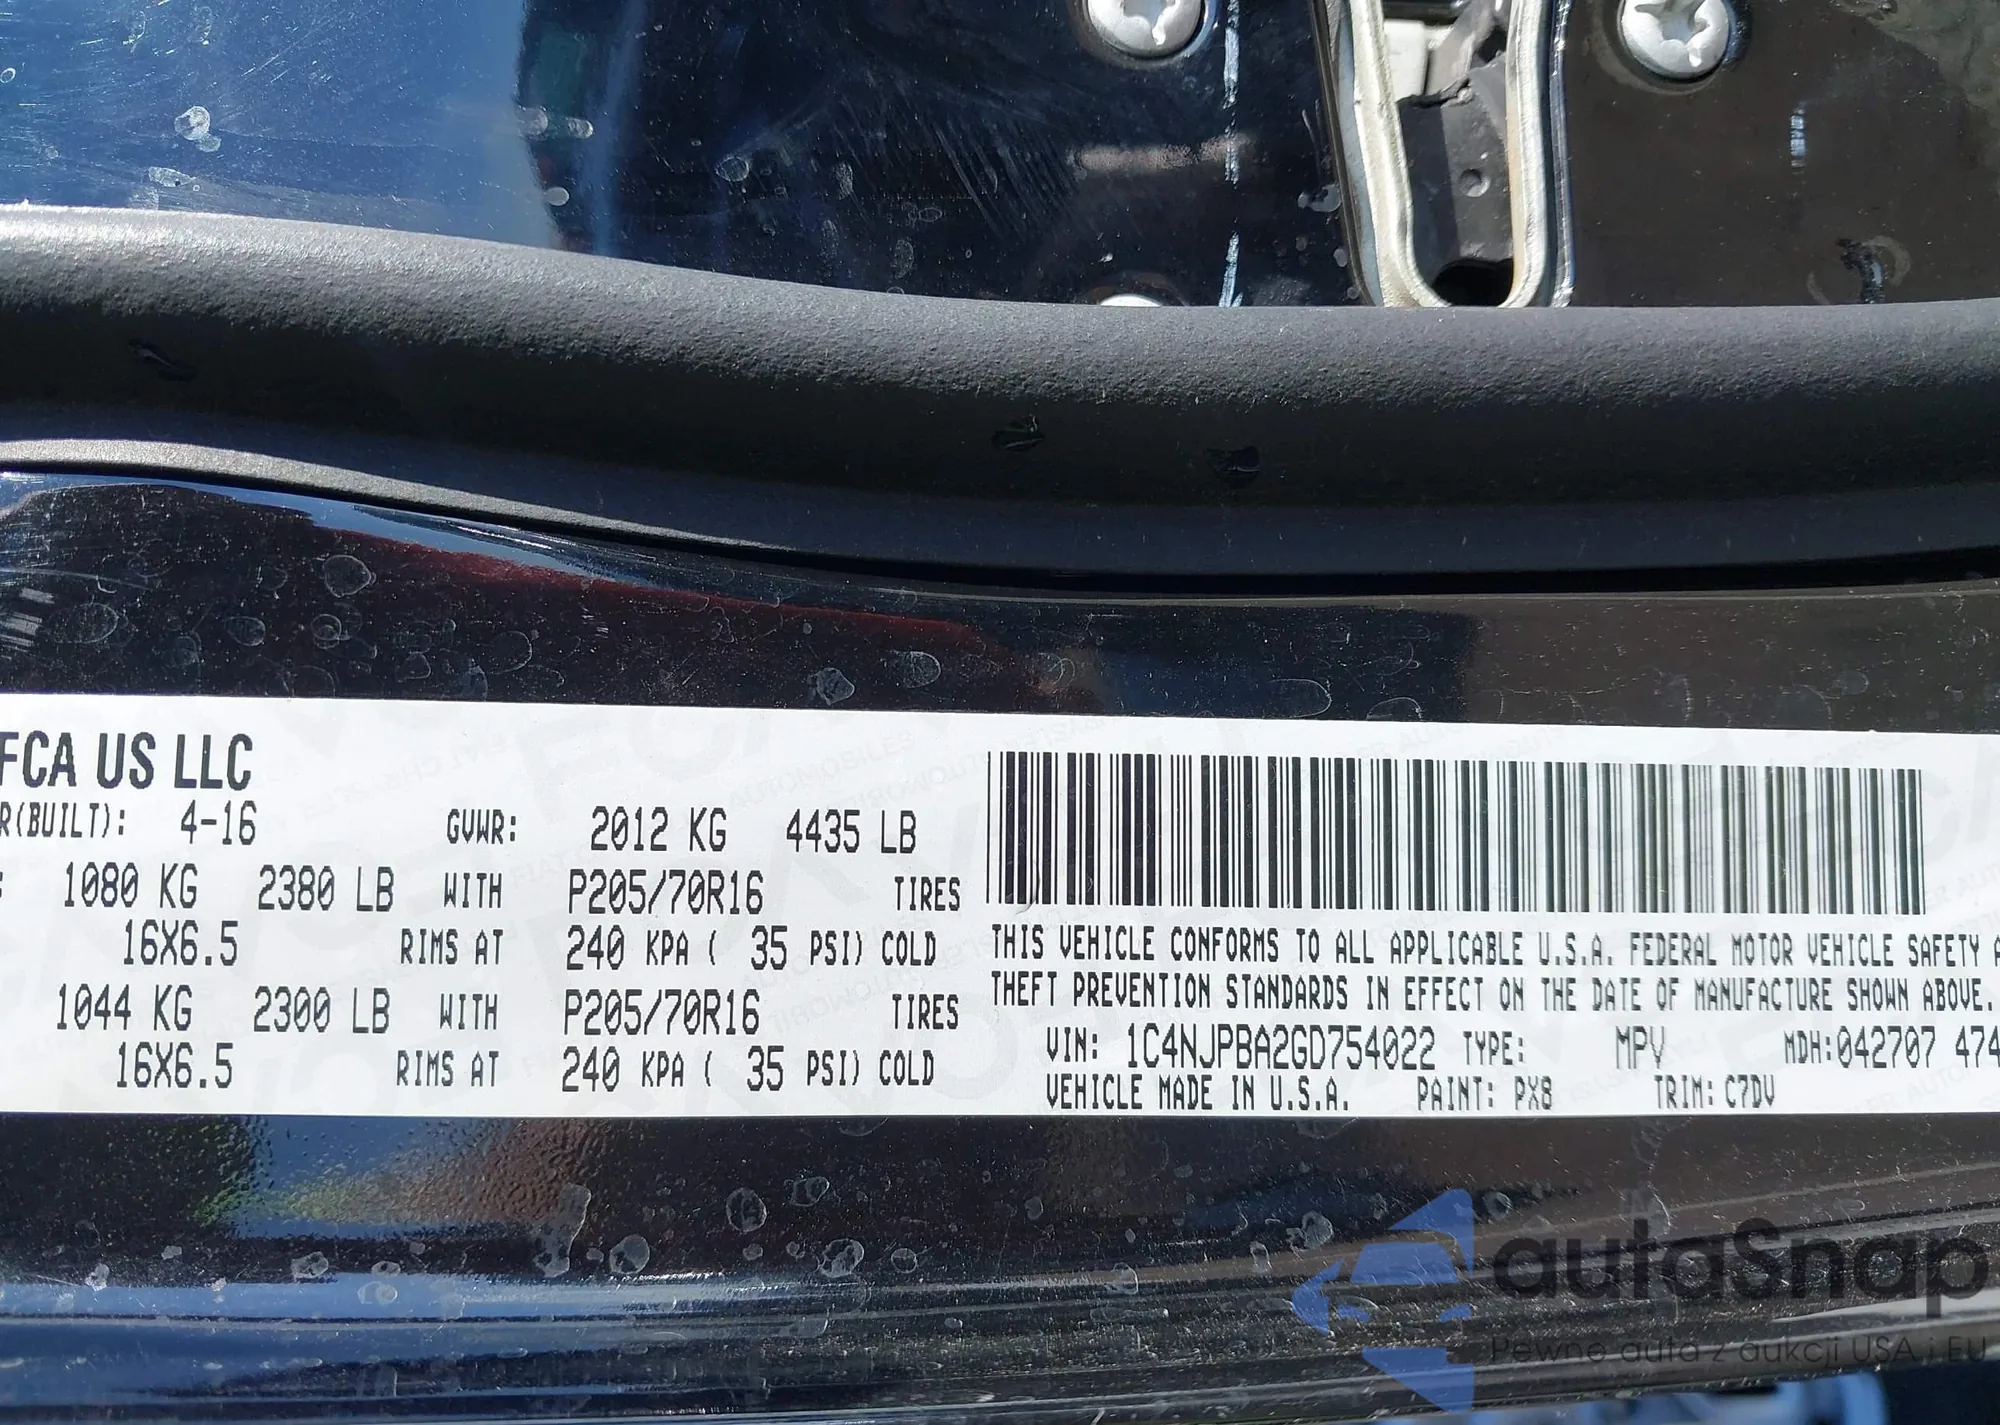 FCA US LLC
R(BUILT): 4-16 GVWR: 2012 KG 4435 LB
: 1080 KG 2380 LB WITH P205/70R16 TIRES
16X6.5 RIMS AT 240 KPA ( 35 PSI) COLD
1044 KG 2300 LB WITH P205/70R16 TIRES
16X6.5 RIMS AT 240 KPA ( 35 PSI) COLD
THIS VEHICLE CONFORMS TO ALL APPLICABLE U.S.A. FEDERAL MOTOR VEHICLE SAFETY A
THEFT PREVENTION STANDARDS IN EFFECT ON THE DATE OF MANUFACTURE SHOWN ABOVE.
VIN: 1C4NJPBA2GD754022 TYPE: MPV MDH:042707 474
VEHICLE MADE IN U.S.A. PAINT: PX8 TRIM: C7DV
autaSnap
Pewne auta z aukcji USA i EU